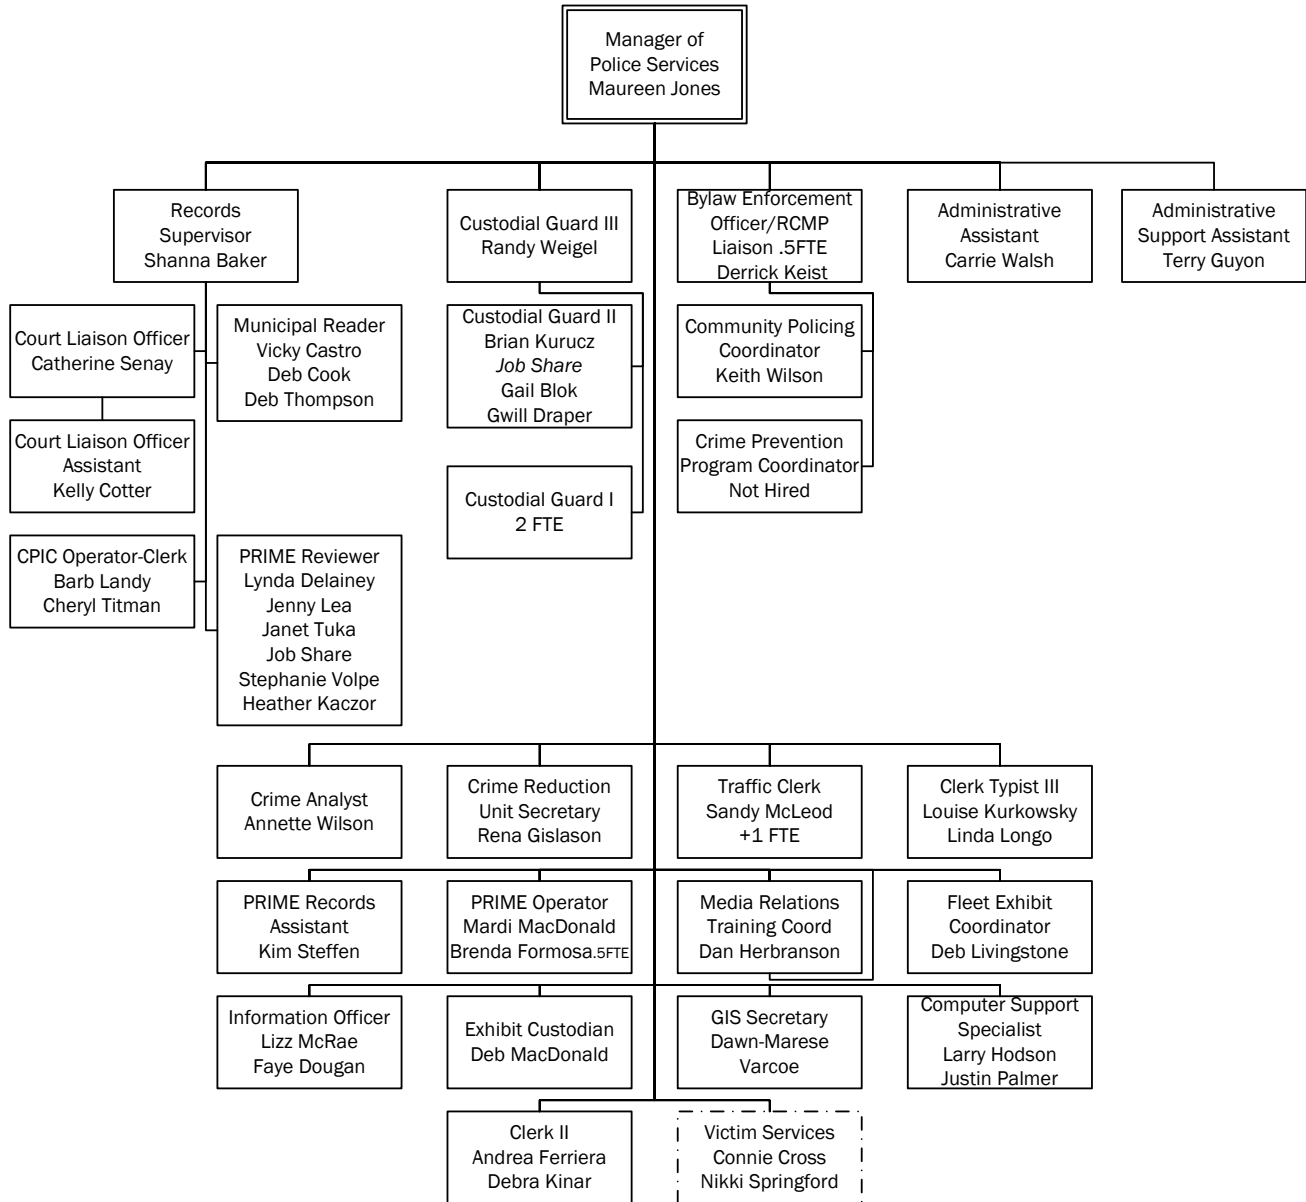 Manager of
Police Services
Maureen Jones
Records
Supervisor
Shanna Baker
Custodial Guard III
Randy Weigel
Bylaw Enforcement
Officer/RCMP
Liaison .5FTE
Derrick Keist
Administrative
Assistant
Carrie Walsh
Administrative
Support Assistant
Terry Guyon
Court Liaison Officer
Catherine Senay
Municipal Reader
Vicky Castro
Deb Cook
Deb Thompson
Custodial Guard II
Brian Kurucz
Job Share
Gail Blok
Gwill Draper
Community Policing
Coordinator
Keith Wilson
Court Liaison Officer
Assistant
Kelly Cotter
Custodial Guard I
2 FTE
Crime Prevention
Program Coordinator
Not Hired
CPIC Operator-Clerk
Barb Landy
Cheryl Titman
PRIME Reviewer
Lynda Delainey
Jenny Lea
Janet Tuka
Job Share
Stephanie Volpe
Heather Kaczor
Crime Analyst
Annette Wilson
Crime Reduction
Unit Secretary
Rena Gislason
Traffic Clerk
Sandy McLeod
+1 FTE
Clerk Typist III
Louise Kurkowsky
Linda Longo
PRIME Records
Assistant
Kim Steffen
PRIME Operator
Mardi MacDonald
Brenda Formosa.5FTE
Media Relations
Training Coord
Dan Herbranson
Fleet Exhibit
Coordinator
Deb Livingstone
Information Officer
Lizz McRae
Faye Dougan
Exhibit Custodian
Deb MacDonald
GIS Secretary
Dawn-Marese
Varcoe
Computer Support
Specialist
Larry Hodson
Justin Palmer
Clerk II
Andrea Ferriera
Debra Kinar
Victim Services
Connie Cross
Nikki Springford